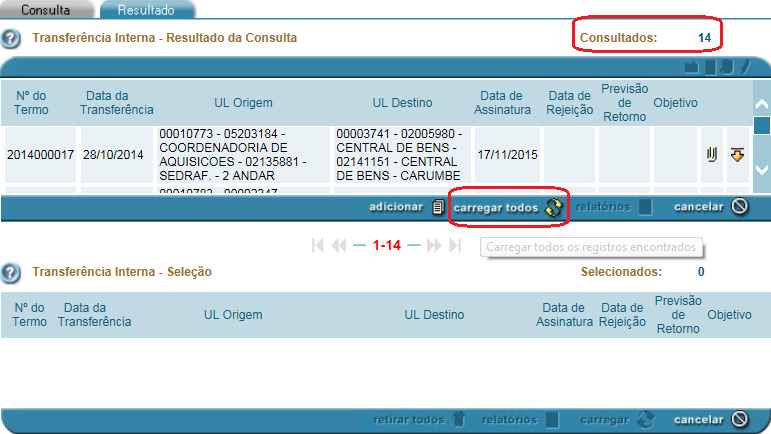 Consulta Resultado
Transferência Interna - Resultado da Consulta Consultados: 14
Nº do Termo Data da Transferência UL Origem UL Destino Data de Assinatura Data de Rejeição Previsão de Retorno Objetivo
2014000017 28/10/2014 00010773 - 05203184 - COORDENADORIA DE AQUISICOES - 02135881 - SEDRAF. - 2 ANDAR 00003741 - 02005980 - CENTRAL DE BENS - 02141151 - CENTRAL DE BENS - CARUMBE 17/11/2015
adicionar carregar todos relatórios cancelar
1-14
Carregar todos os registros encontrados
Transferência Interna - Seleção Selecionados: 0
Nº do Termo Data da Transferência UL Origem UL Destino Data de Assinatura Data de Rejeição Previsão de Retorno Objetivo
retirar todos relatórios carregar cancelar